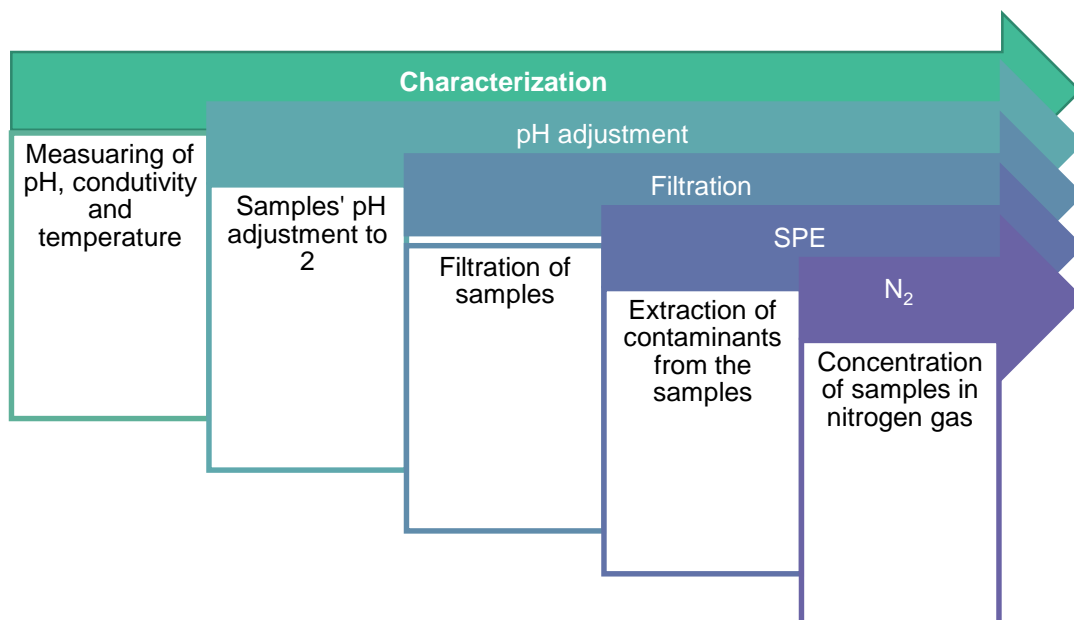 Characterization
Measuaring of
pH, condutivity
and
temperature
pH adjustment
Samples' pH
adjustment to
2
Filtration
Filtration of
samples
SPE
Extraction of
contaminants
from the
samples
N₂
Concentration
of samples in
nitrogen gas